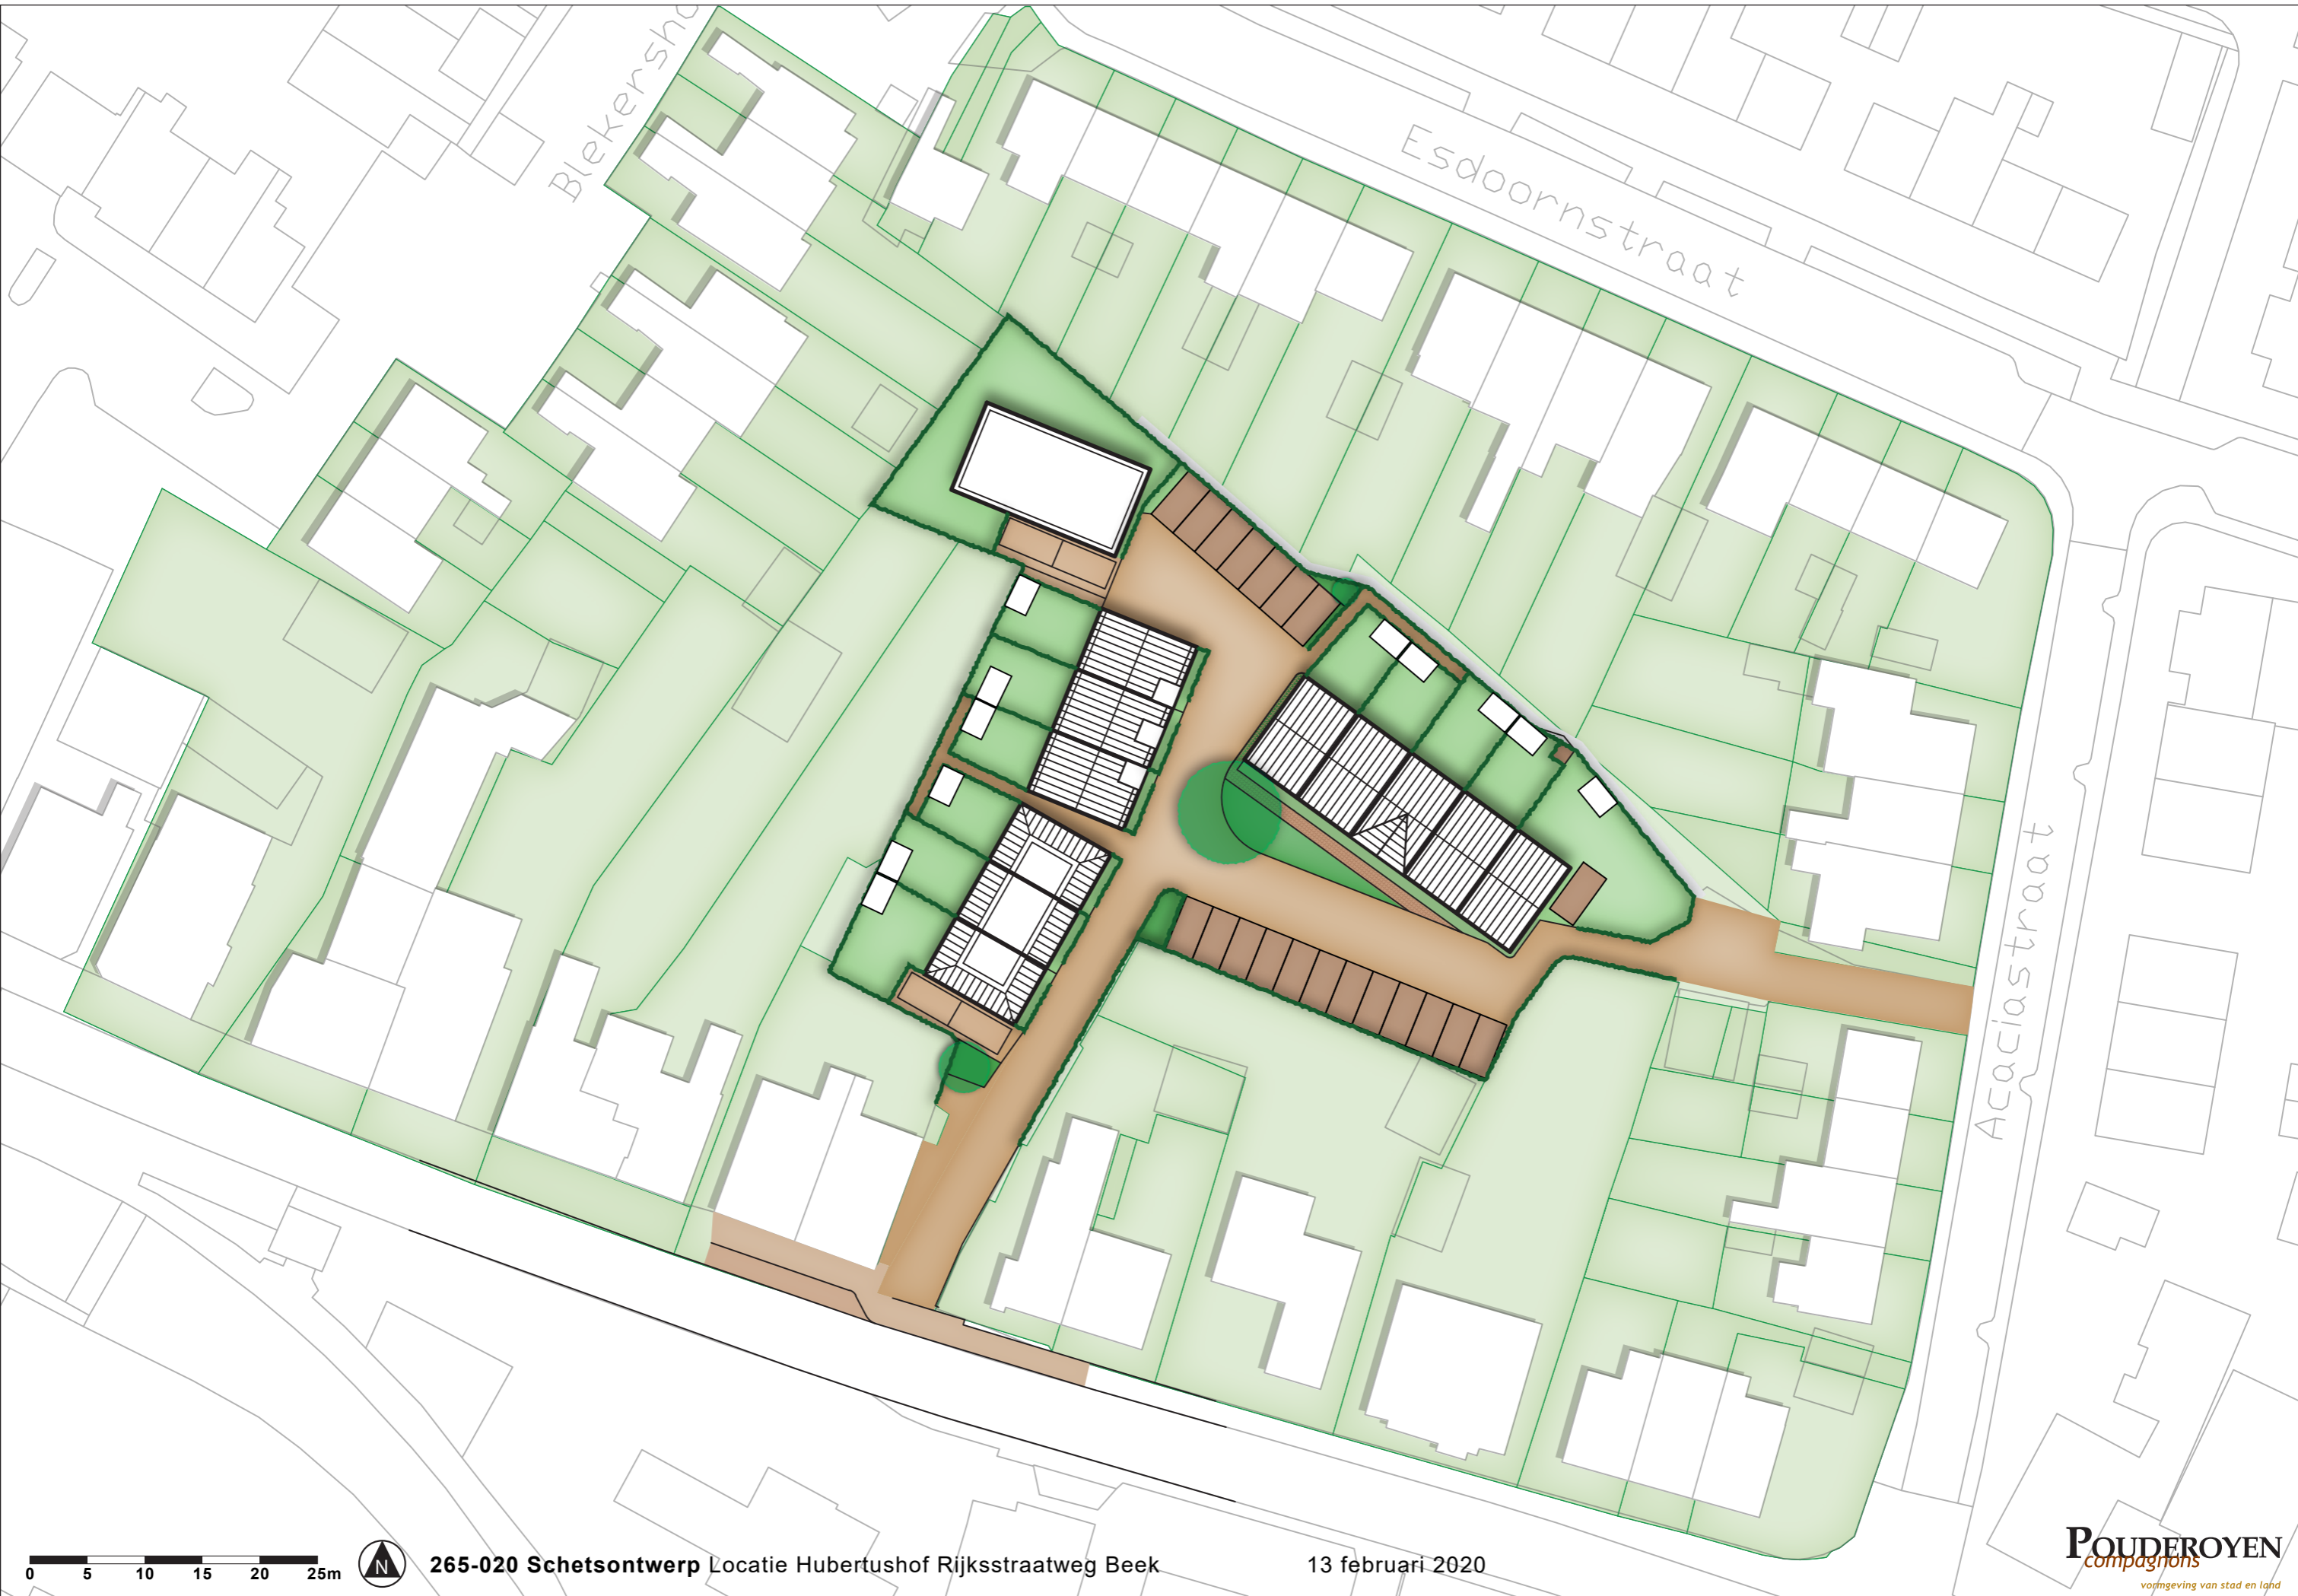 Blekersho
Esdoornstraat
Acaciastraat
0 5 10 15 20 25m
N
265-020 Schetsontwerp Locatie Hubertushof Rijksstraatweg Beek
13 februari 2020
POUDEROYEN
compagnons
vormgeving van stad en land